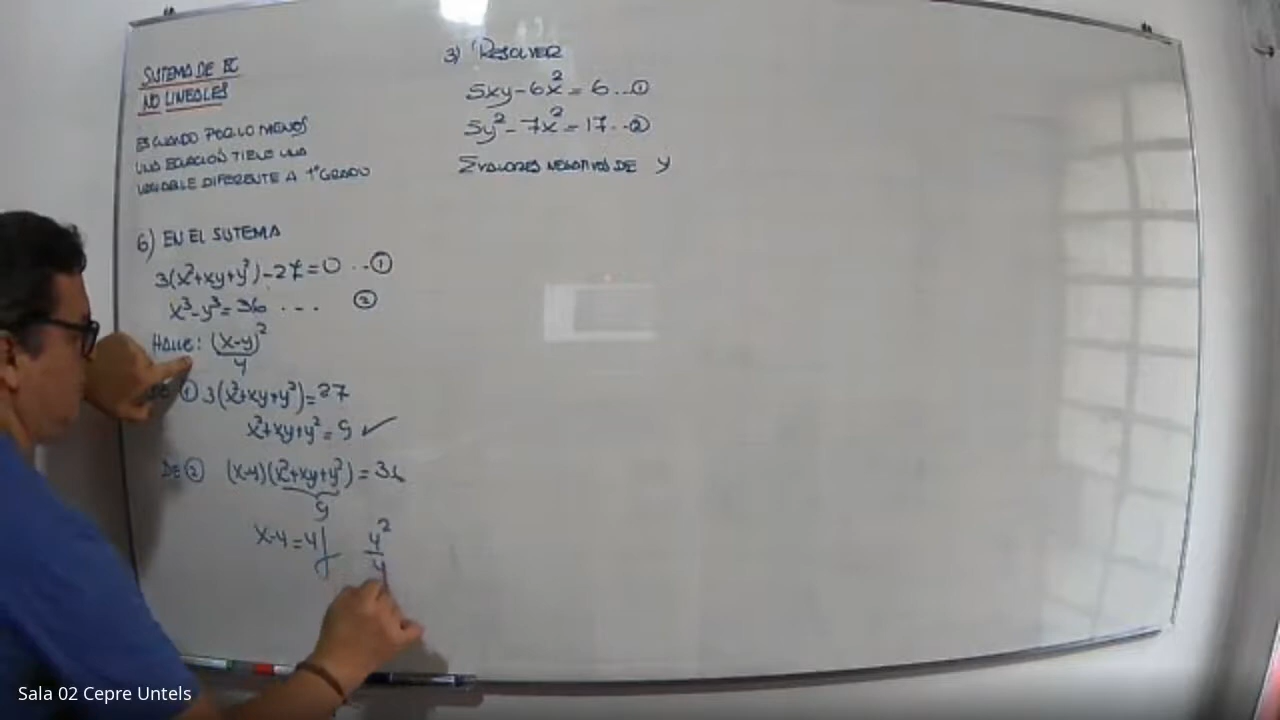 SISTEMA DE EC
NO LINEALES
ES CUANDO POR LO MENOS
UNA ECUACIÓN TIENE UNA
VARIABLE DIFERENTE A 1° GRADO
6) EN EL SISTEMA
3(x²+xy+y²)-27=0 ...①
x³-y³=36 ... ②
HALLE: (x-y)²/4
DE ① 3(x²+xy+y²)=27
x²+xy+y²=9 ✓
DE ② (x-y)(x²+xy+y²)=36
9
x-y=4 4²/4
3) RESOLVER
5xy-6x²=6...①
5y²-7x²=17...②
Σ VALORES NEGATIVOS DE y
Sala 02 Cepre Untels